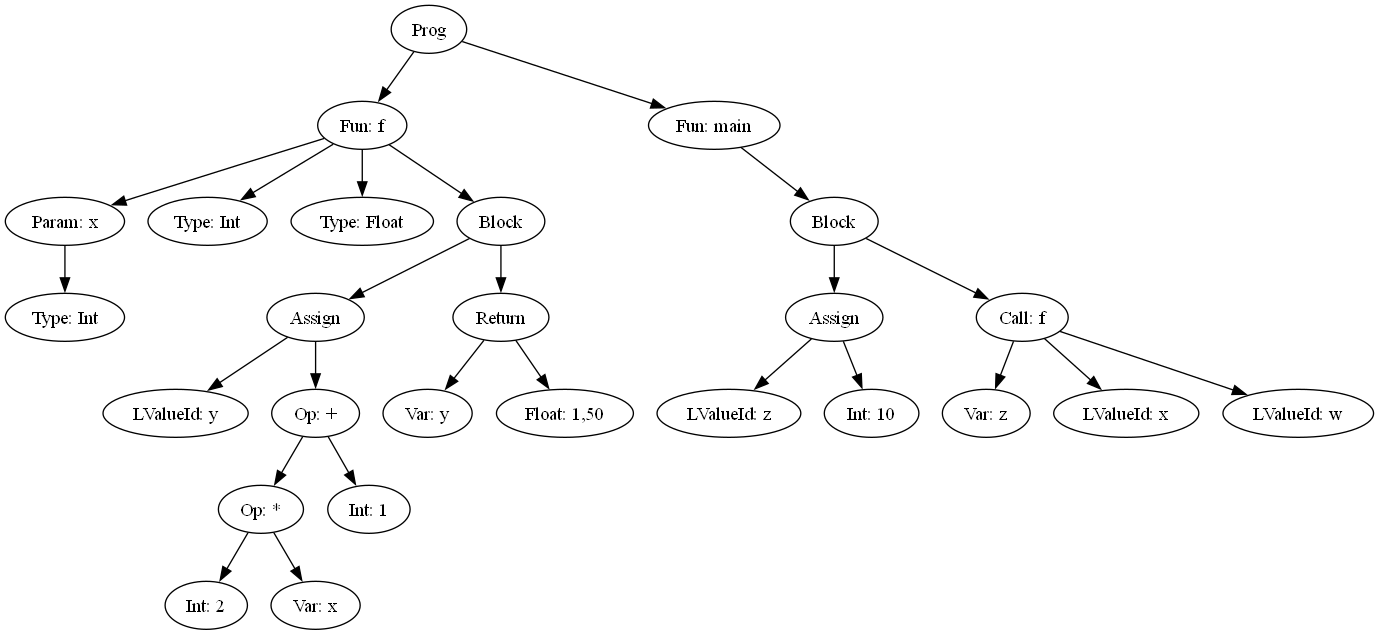 Prog
Fun: f
Fun: main
Param: x
Type: Int
Type: Float
Block
Block
Type: Int
Assign
Return
Assign
Call: f
LValueId: y
Op: +
Var: y
Float: 1,50
LValueId: z
Int: 10
Var: z
LValueId: x
LValueId: w
Op: *
Int: 1
Int: 2
Var: x